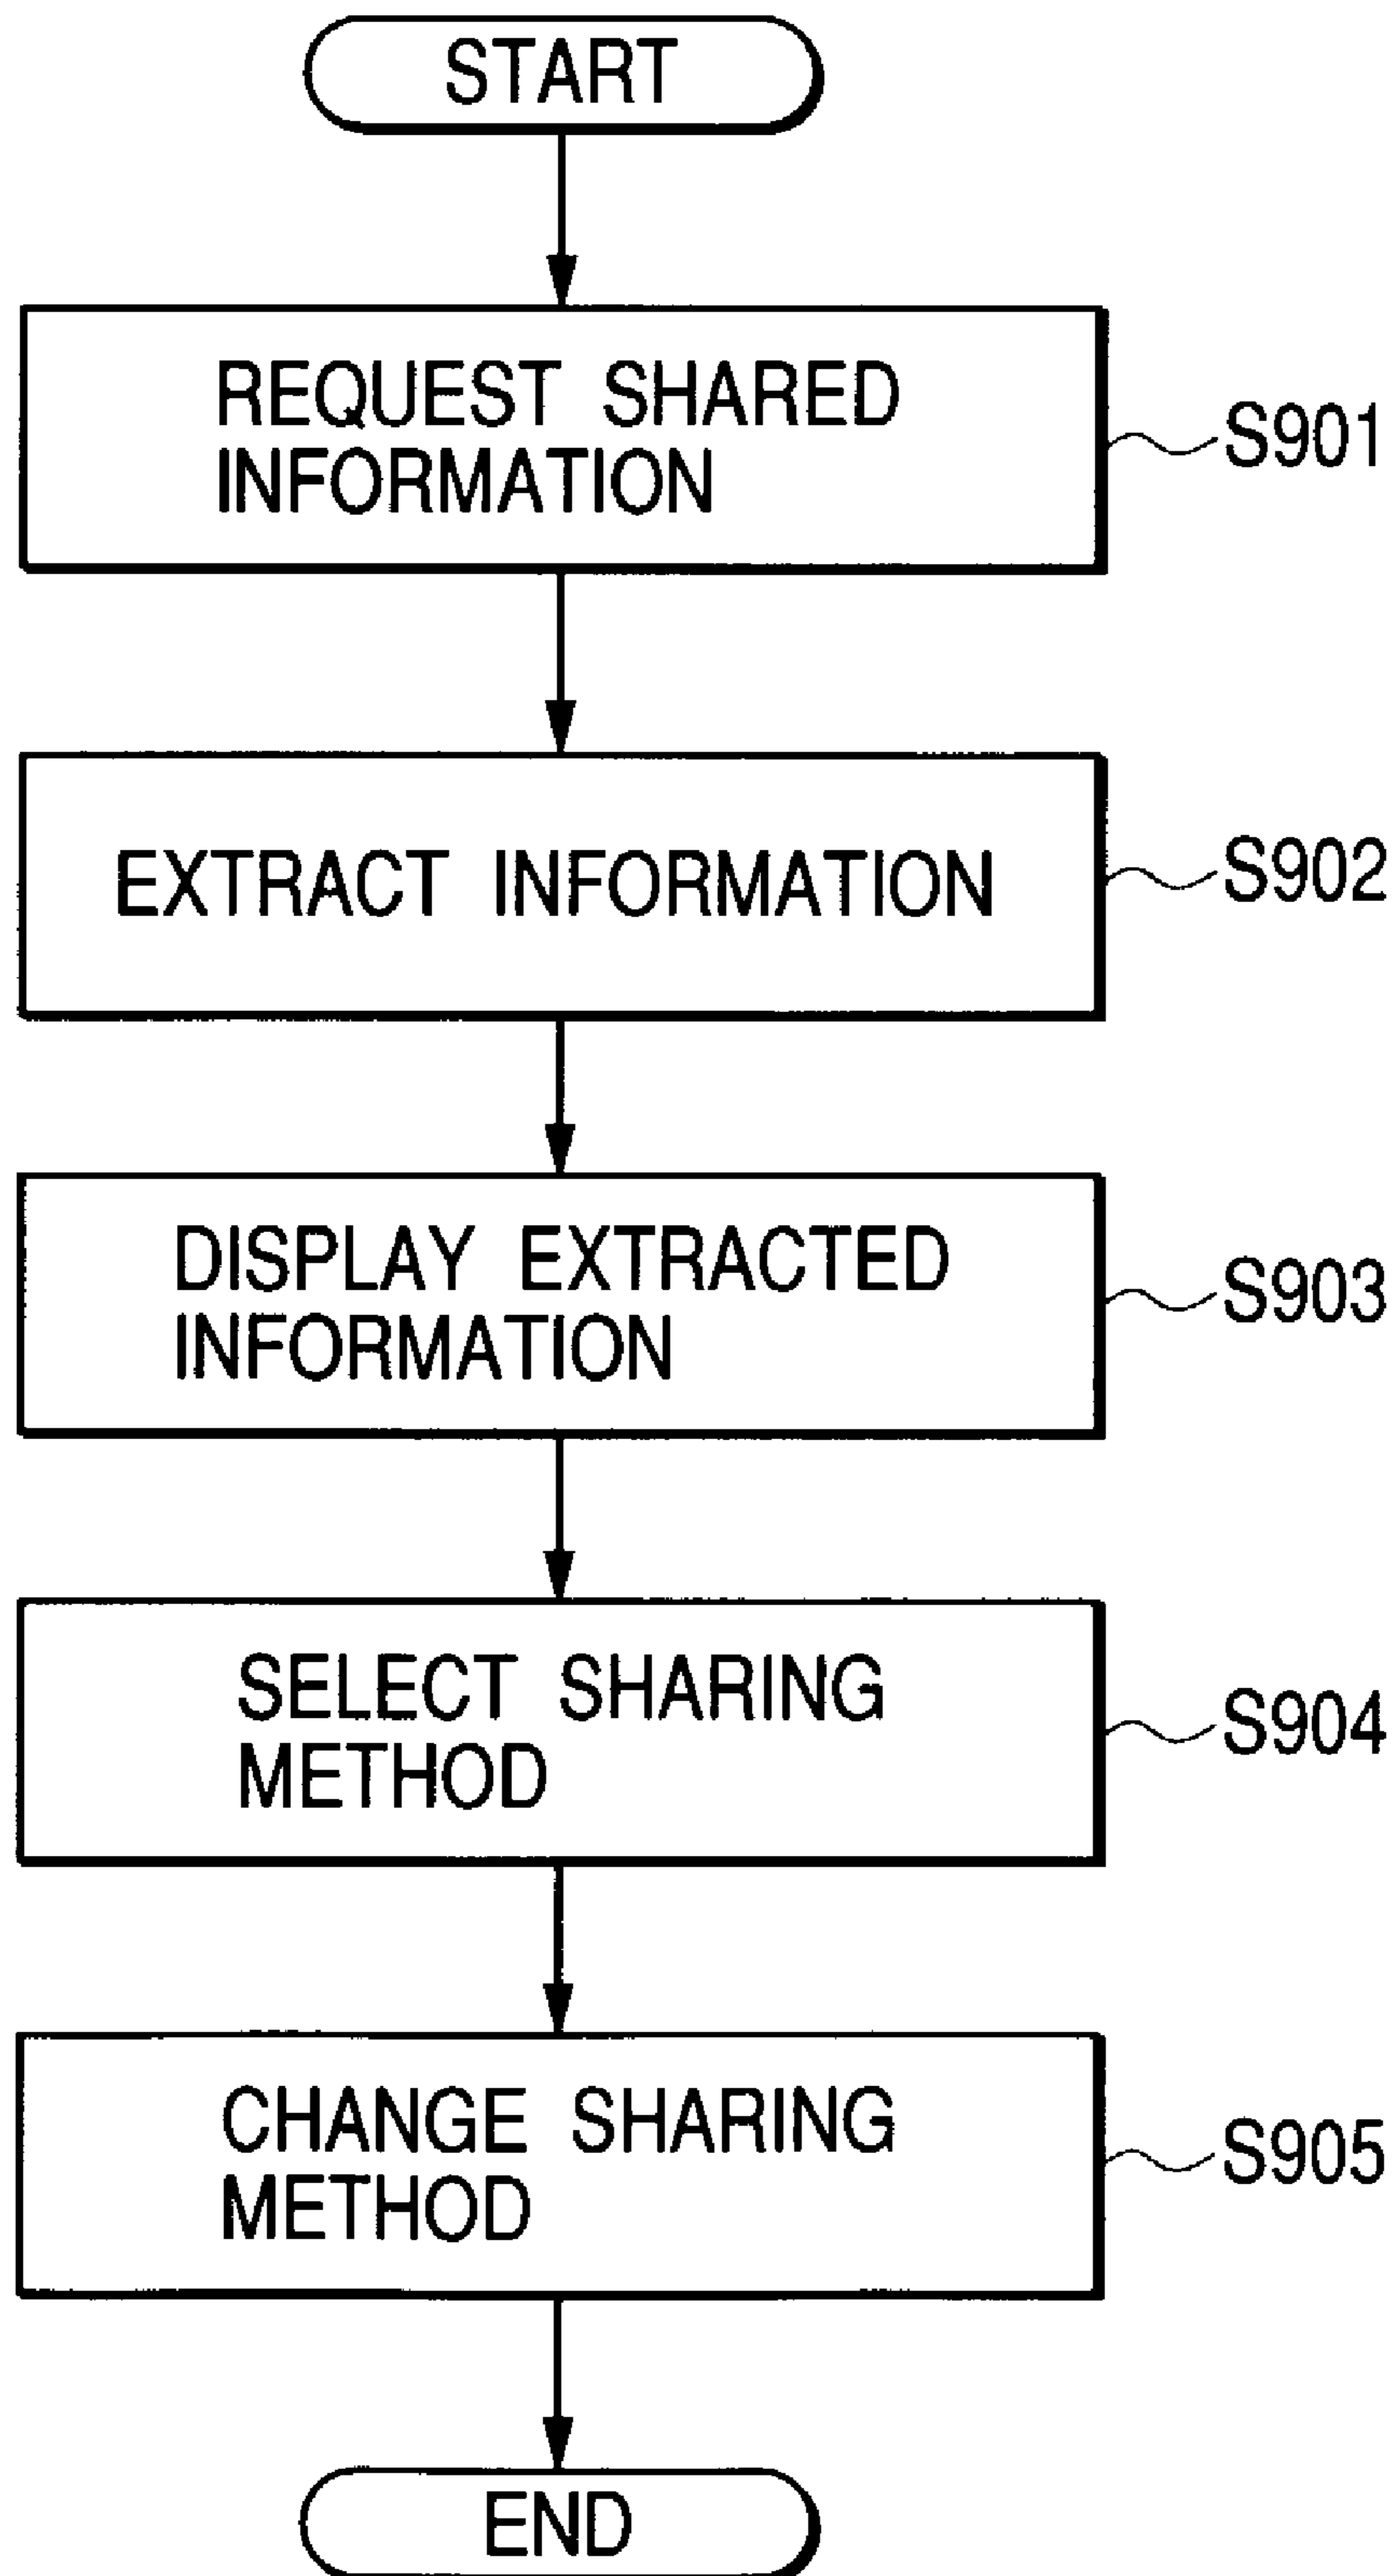 START
REQUEST SHARED
INFORMATION
S901
EXTRACT INFORMATION
S902
DISPLAY EXTRACTED
INFORMATION
S903
SELECT SHARING
METHOD
S904
CHANGE SHARING
METHOD
S905
END